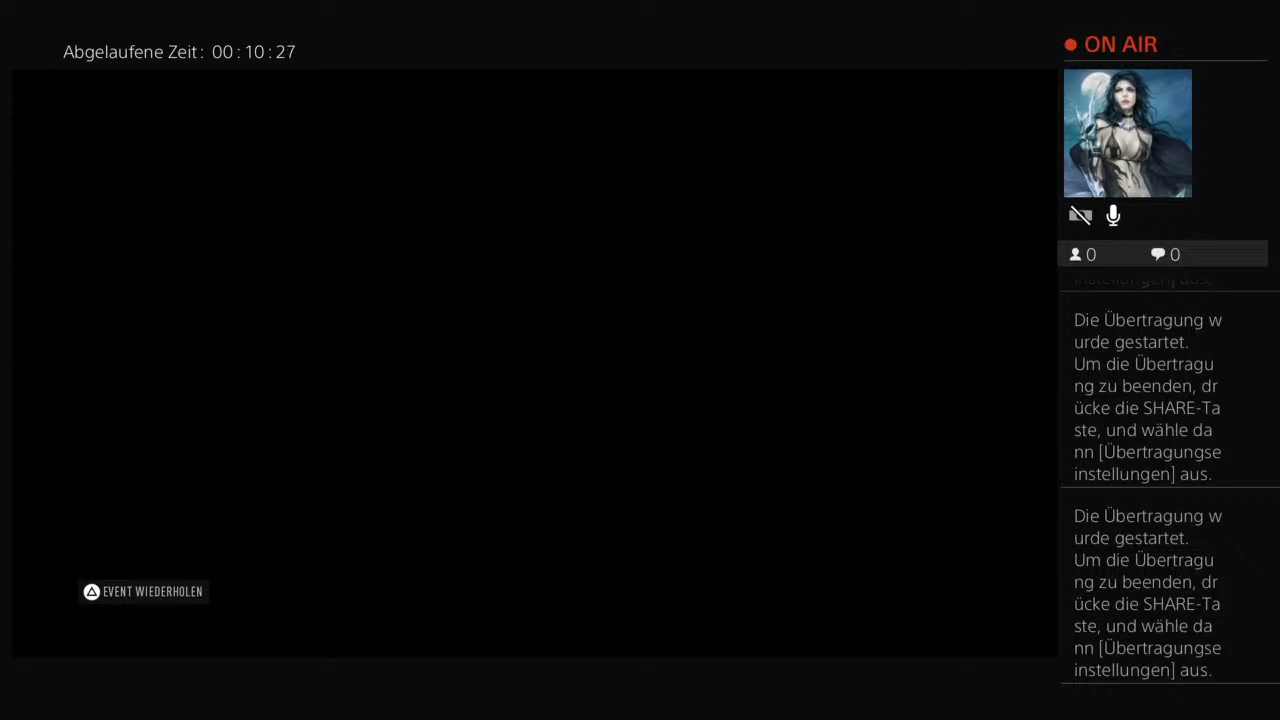 Abgelaufene Zeit: 00:10:27
ON AIR
0 0
instellungen] aus.
Die Übertragung w
urde gestartet.
Um die Übertragu
ng zu beenden, dr
ücke die SHARE-Ta
ste, und wähle da
nn [Übertragungse
instellungen] aus.
Die Übertragung w
urde gestartet.
Um die Übertragu
ng zu beenden, dr
ücke die SHARE-Ta
ste, und wähle da
nn [Übertragungse
instellungen] aus.
EVENT WIEDERHOLEN